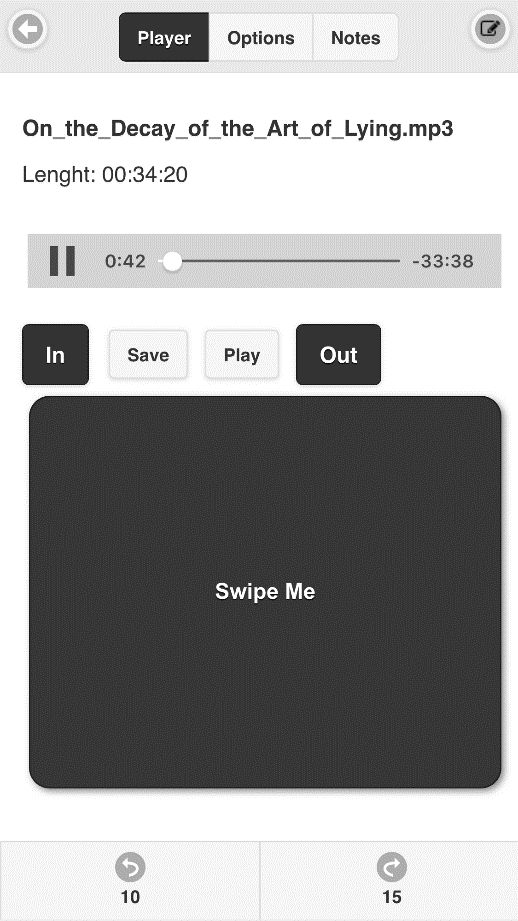 Player Options Notes
On_the_Decay_of_the_Art_of_Lying.mp3
Lenght: 00:34:20
0:42 -33:38
In Save Play Out
Swipe Me
10 15